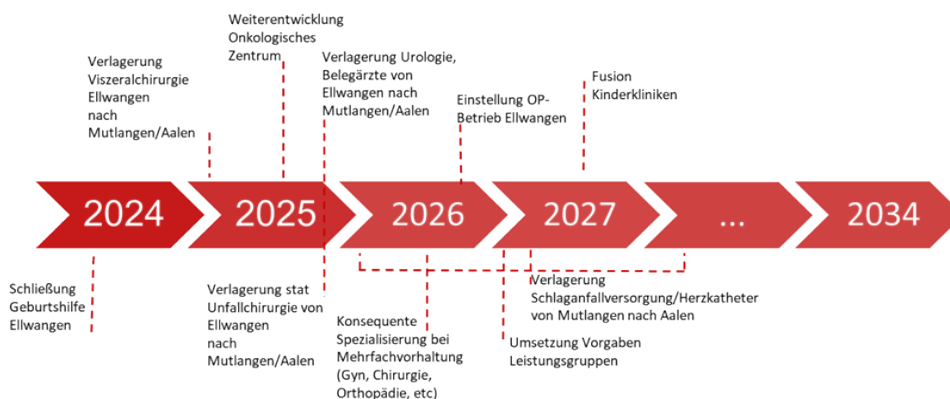 Weiterentwicklung
Onkologisches
Zentrum
Verlagerung
Viszeralchirurgie
Ellwangen
nach
Mutlangen/Aalen
Verlagerung Urologie,
Belegärzte von
Ellwangen nach
Mutlangen/Aalen
Einstellung OP-
Betrieb Ellwangen
Fusion
Kinderkliniken
2024
2025
2026
2027
...
2034
Schließung
Geburtshilfe
Ellwangen
Verlagerung stat
Unfallchirurgie von
Ellwangen
nach
Mutlangen/Aalen
Konsequente
Spezialisierung bei
Mehrfachvorhaltung
(Gyn, Chirurgie,
Orthopädie, etc)
Verlagerung
Schlaganfallversorgung/Herzkatheter
von Mutlangen nach Aalen
Umsetzung Vorgaben
Leistungsgruppen